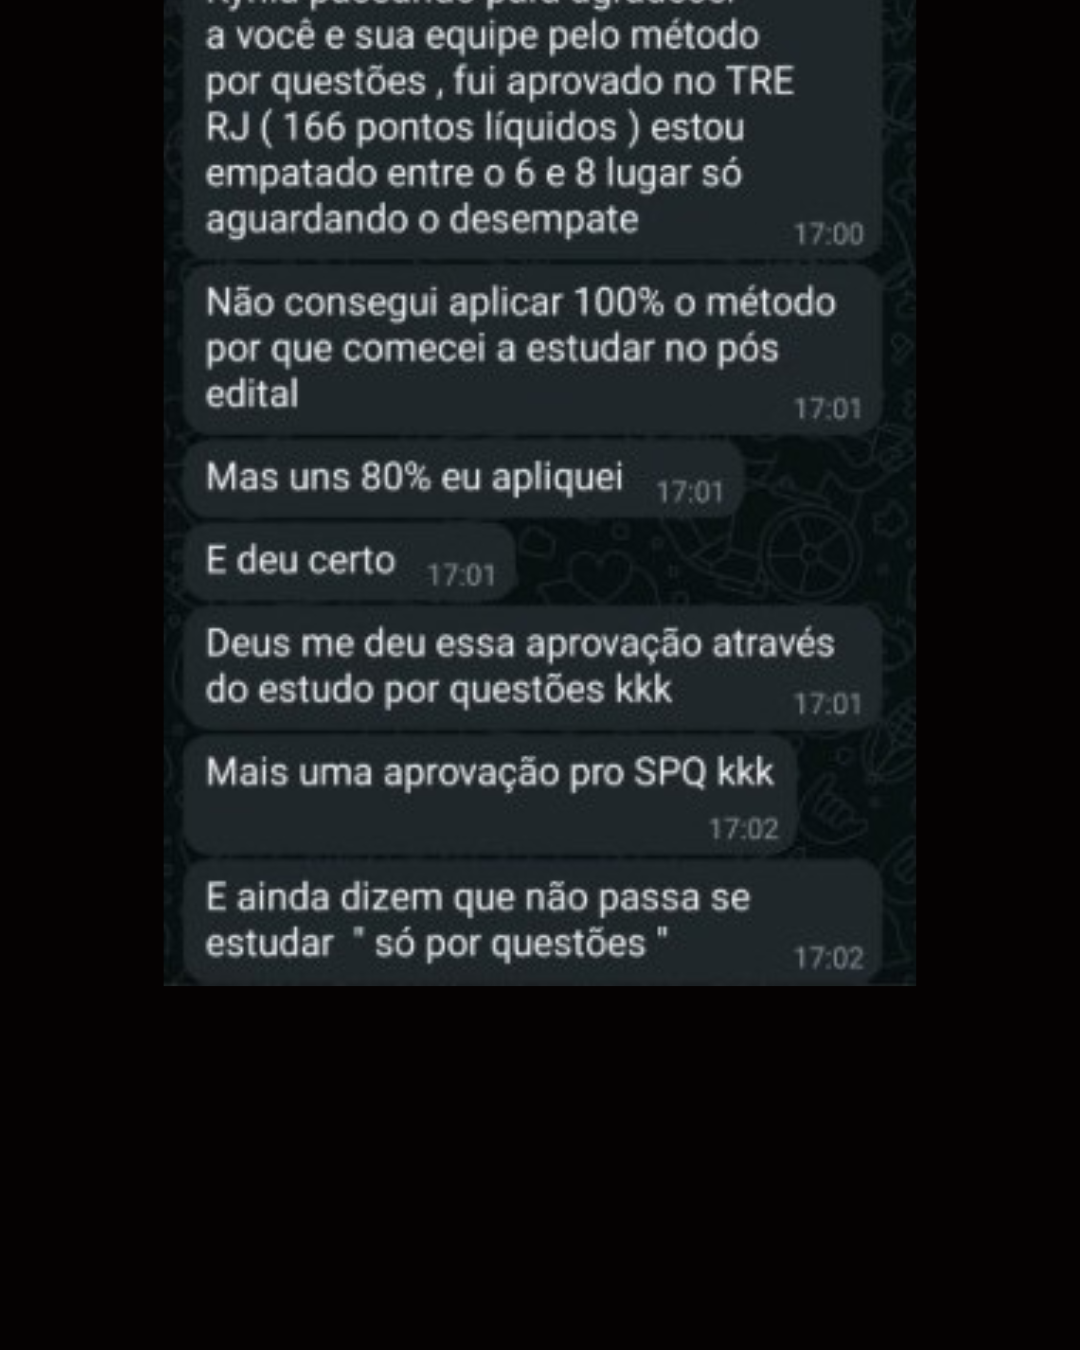 passando para agradecer
a você e sua equipe pelo método
por questões , fui aprovado no TRE
RJ ( 166 pontos líquidos ) estou
empatado entre o 6 e 8 lugar só
aguardando o desempate
17:00
Não consegui aplicar 100% o método
por que comecei a estudar no pós
edital
17:01
Mas uns 80% eu apliquei
17:01
E deu certo
17:01
Deus me deu essa aprovação através
do estudo por questões kkk
17:01
Mais uma aprovação pro SPQ kkk
17:02
E ainda dizem que não passa se
estudar " só por questões "
17:02